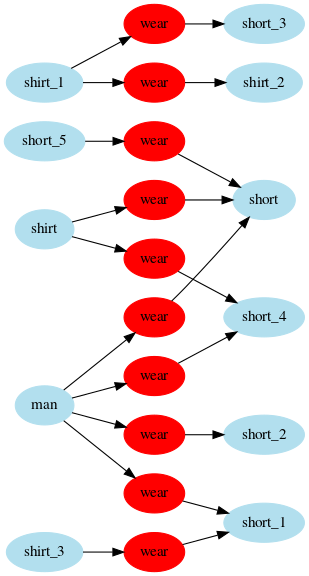 wear short_3
shirt_1 wear shirt_2
short_5 wear
wear short
shirt
wear
wear short_4
wear
man
wear short_2
wear
short_1
shirt_3 wear